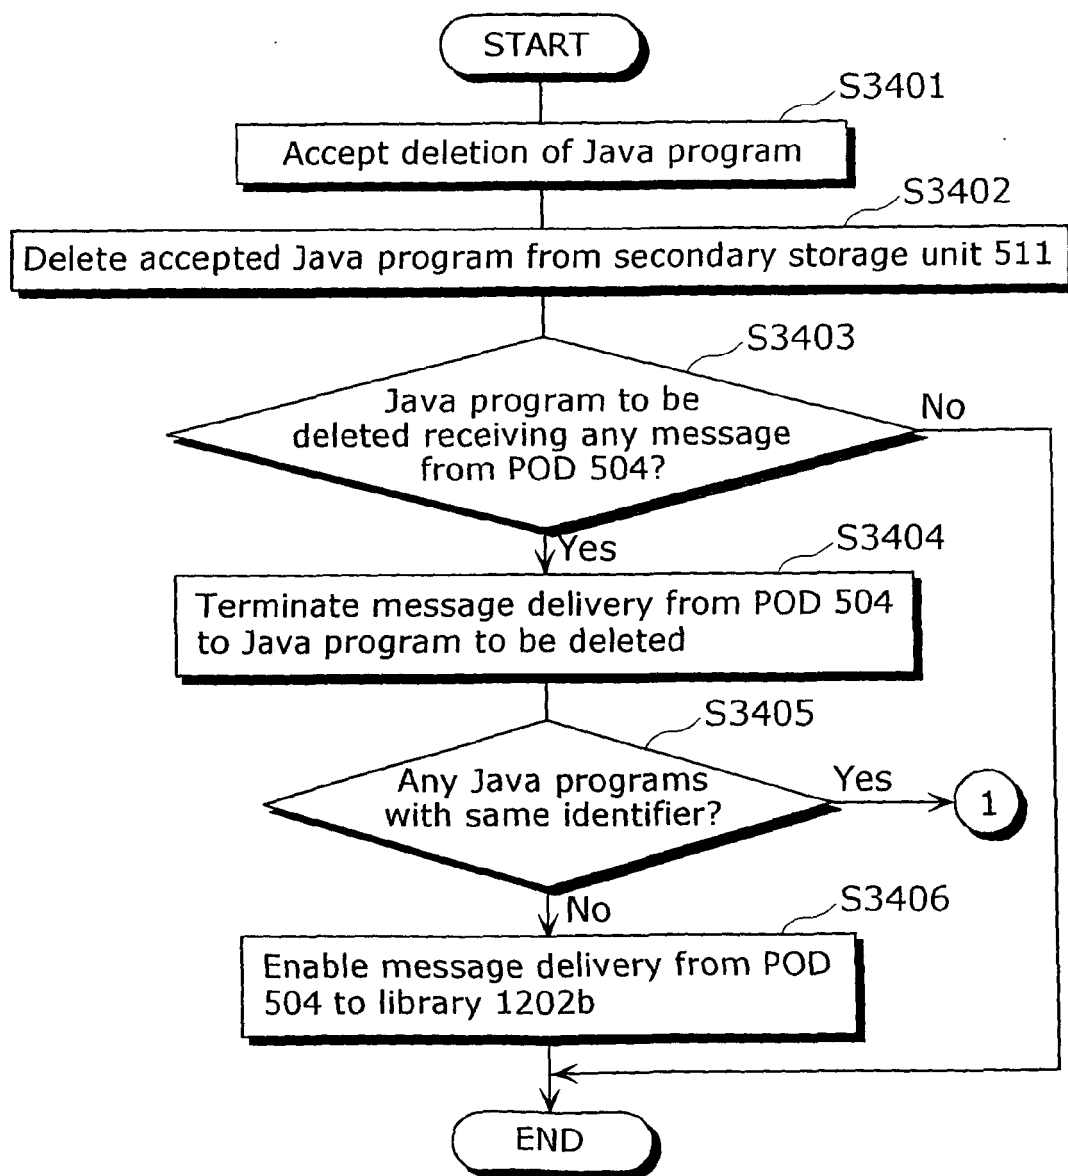 START
S3401
Accept deletion of Java program
S3402
Delete accepted Java program from secondary storage unit 511
S3403
Java program to be
deleted receiving any message
from POD 504?
No
Yes
S3404
Terminate message delivery from POD 504
to Java program to be deleted
S3405
Any Java programs
with same identifier?
Yes
1
No
S3406
Enable message delivery from POD
504 to library 1202b
END